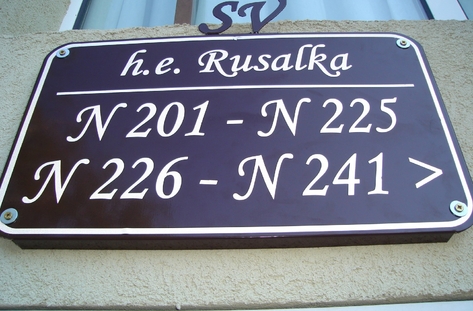 SV
h.e. Rusalka
N 201 - N 225
N 226 - N 241 >